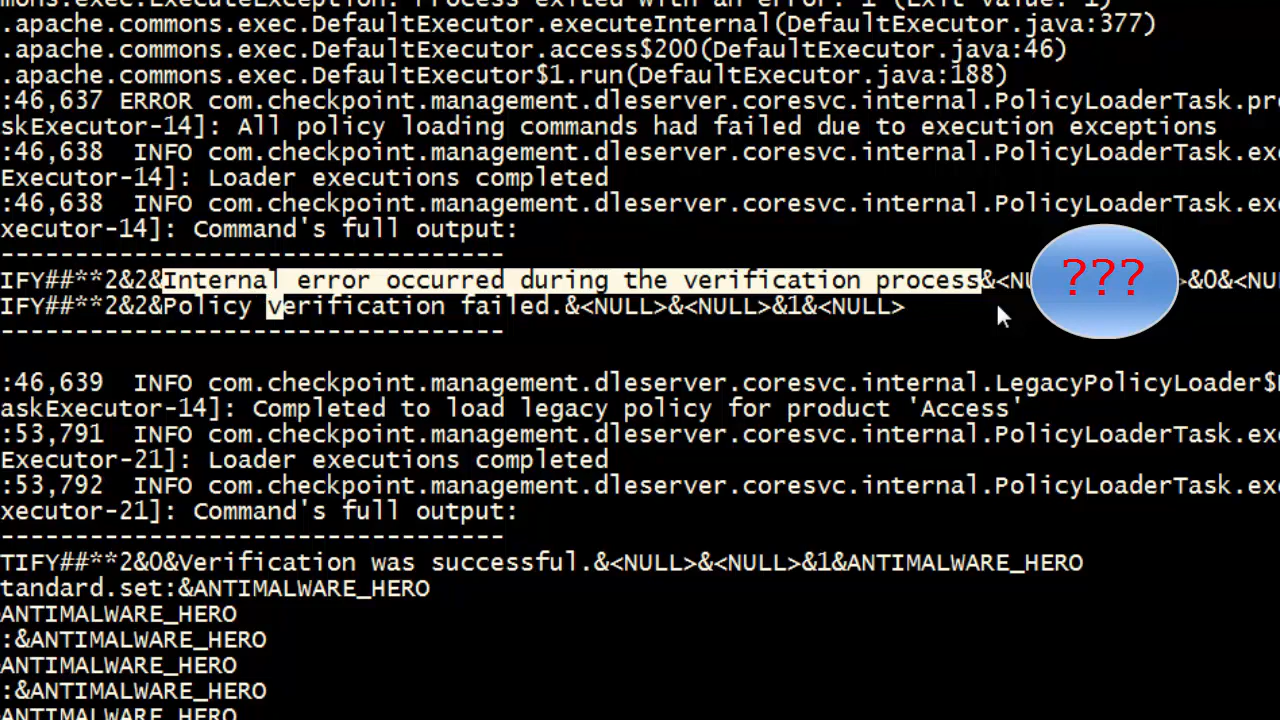 mons.exec.ExecuteException: Process exited with an error: 1 (Exit value: 1)
.apache.commons.exec.DefaultExecutor.executeInternal(DefaultExecutor.java:377)
.apache.commons.exec.DefaultExecutor.access$200(DefaultExecutor.java:46)
.apache.commons.exec.DefaultExecutor$1.run(DefaultExecutor.java:188)
:46,637 ERROR com.checkpoint.management.dleserver.coresvc.internal.PolicyLoaderTask.pro
skExecutor-14]: All policy loading commands had failed due to execution exceptions
:46,638  INFO com.checkpoint.management.dleserver.coresvc.internal.PolicyLoaderTask.exe
Executor-14]: Loader executions completed
:46,638  INFO com.checkpoint.management.dleserver.coresvc.internal.PolicyLoaderTask.exe
xecutor-14]: Command's full output:
----------------------------------
IFY##**2&2&Internal error occurred during the verification process&<NU ??? >&0&<NUL
IFY##**2&2&Policy verification failed.&<NULL>&<NULL>&1&<NULL>
----------------------------------
:46,639  INFO com.checkpoint.management.dleserver.coresvc.internal.LegacyPolicyLoader$
askExecutor-14]: Completed to load legacy policy for product 'Access'
:53,791  INFO com.checkpoint.management.dleserver.coresvc.internal.PolicyLoaderTask.exe
Executor-21]: Loader executions completed
:53,792  INFO com.checkpoint.management.dleserver.coresvc.internal.PolicyLoaderTask.exe
xecutor-21]: Command's full output:
----------------------------------
TIFY##**2&0&Verification was successful.&<NULL>&<NULL>&1&ANTIMALWARE_HERO
tandard.set:&ANTIMALWARE_HERO
ANTIMALWARE_HERO
:&ANTIMALWARE_HERO
ANTIMALWARE_HERO
:&ANTIMALWARE_HERO
ANTIMALWARE_HERO